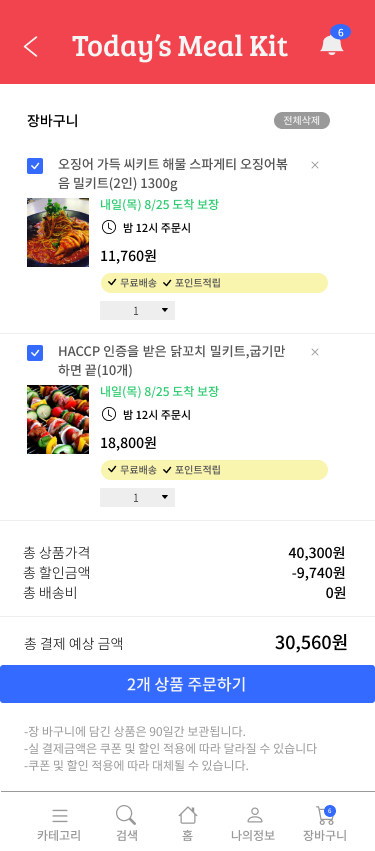 Today's Meal Kit
6
장바구니
전체삭제
오징어 가득 씨키트 해물 스파게티 오징어볶
음 밀키트(2인) 1300g
내일(목) 8/25 도착 보장
밤 12시 주문시
11,760원
무료배송 포인트적립
1
HACCP 인증을 받은 닭꼬치 밀키트,굽기만
하면 끝(10개)
내일(목) 8/25 도착 보장
밤 12시 주문시
18,800원
무료배송 포인트적립
1
총 상품가격 40,300원
총 할인금액 -9,740원
총 배송비 0원
총 결제 예상 금액 30,560원
2개 상품 주문하기
-장 바구니에 담긴 상품은 90일간 보관됩니다.
-실 결제금액은 쿠폰 및 할인 적용에 따라 달라질 수 있습니다
-쿠폰 및 할인 적용에 따라 대체될 수 있습니다.
6
카테고리 검색 홈 나의정보 장바구니